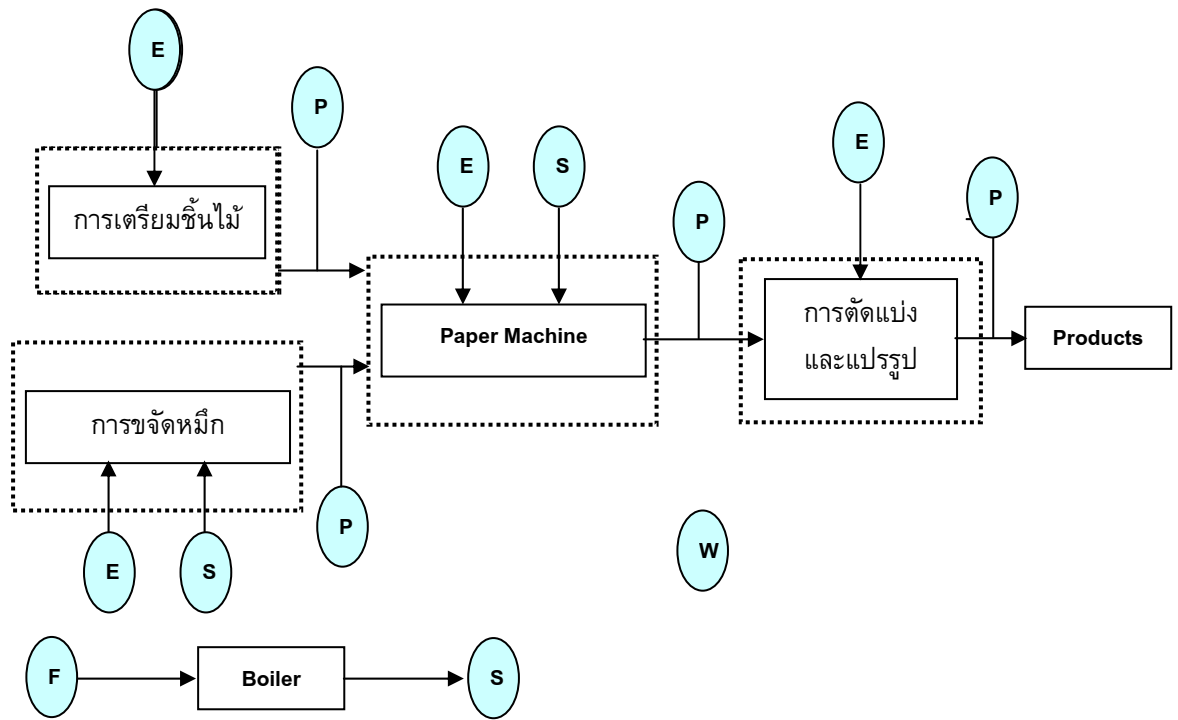 E
P
E
S
E
P
P
การเตรียมชิ้นไม้
Paper Machine
การตัดแบ่ง
และแปรรูป
Products
การขจัดหมึก
P
W
E
S
F
Boiler
S